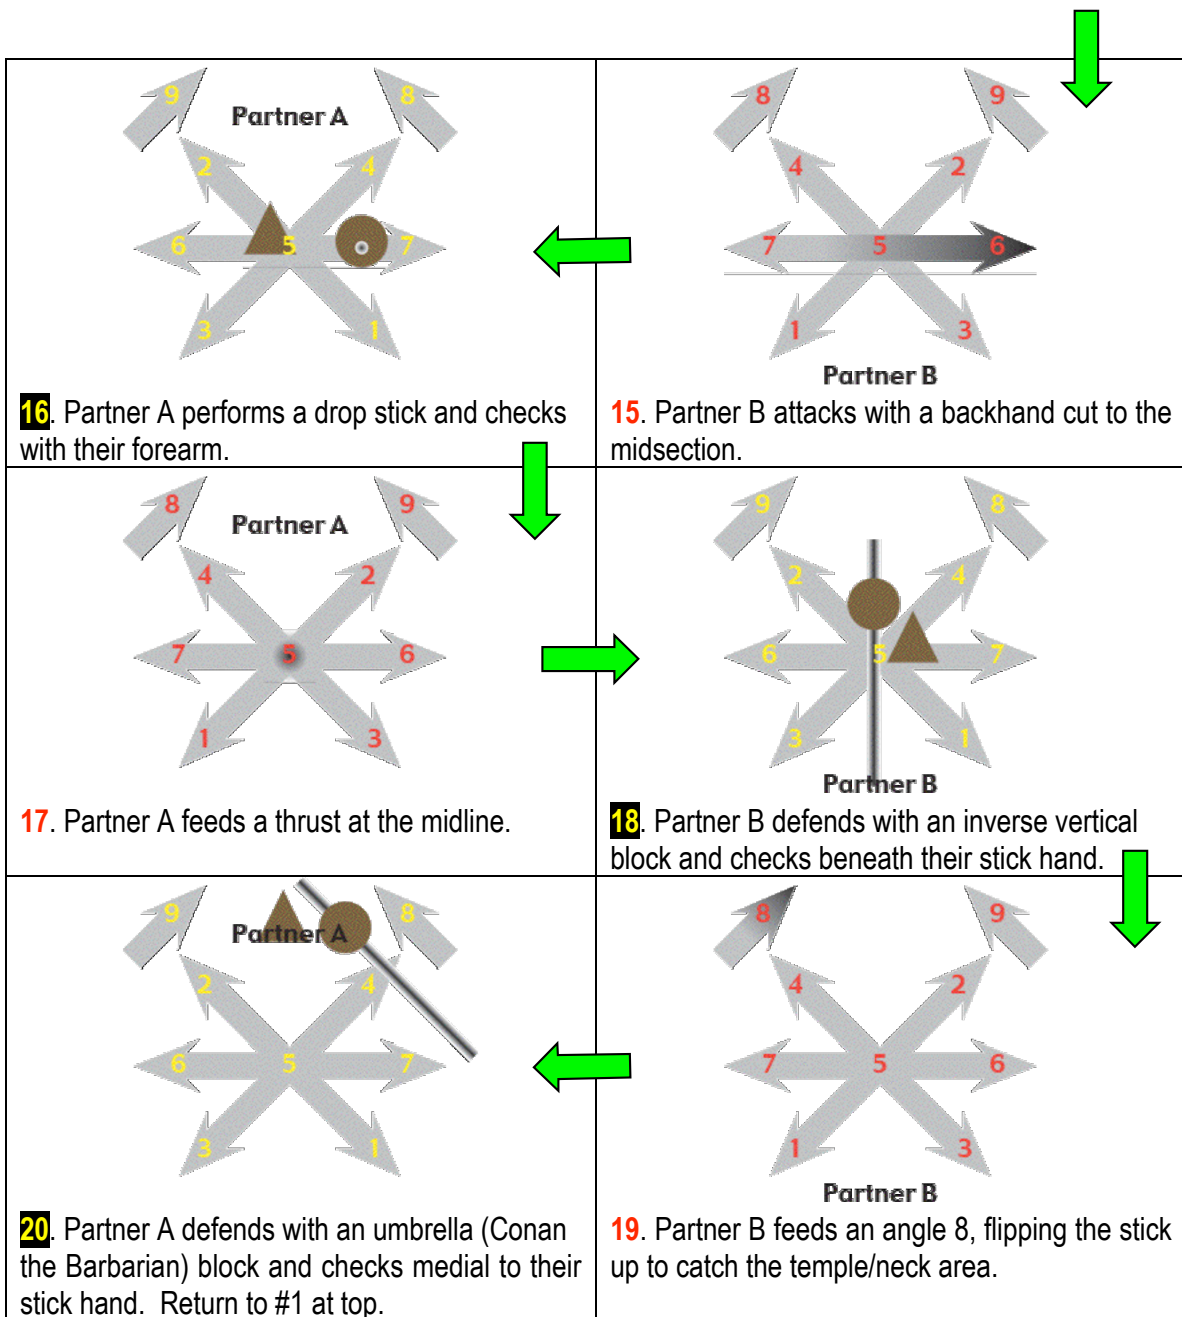 9 8
Partner A
2 4
6 5 7
3 1
16. Partner A performs a drop stick and checks
with their forearm.
8 9
4 2
7 5 6
1 3
Partner B
15. Partner B attacks with a backhand cut to the
midsection.
8 9
Partner A
4 2
7 5 6
1 3
17. Partner A feeds a thrust at the midline.
9 8
2 4
6 5 7
3 1
Partner B
18. Partner B defends with an inverse vertical
block and checks beneath their stick hand.
9 8
Partner A
2 4
6 5 7
3 1
20. Partner A defends with an umbrella (Conan
the Barbarian) block and checks medial to their
stick hand.  Return to #1 at top.
8 9
4 2
7 5 6
1 3
Partner B
19. Partner B feeds an angle 8, flipping the stick
up to catch the temple/neck area.